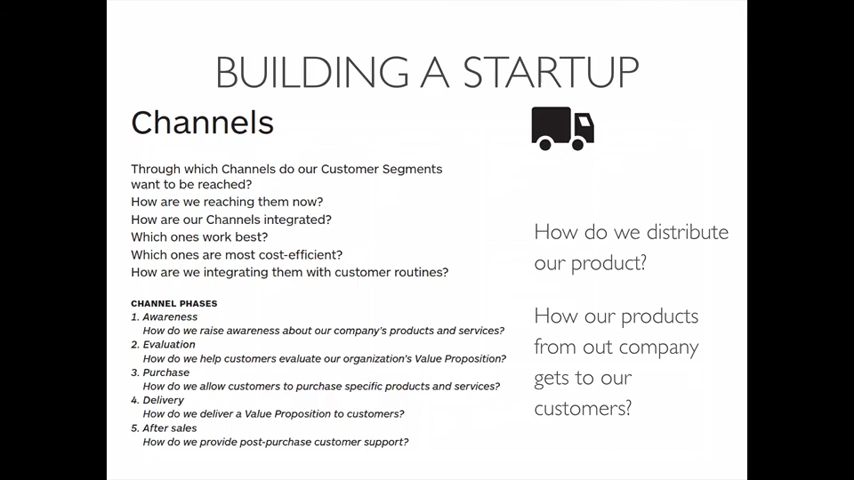 BUILDING A STARTUP
Channels
Through which Channels do our Customer Segments
want to be reached?
How are we reaching them now?
How are our Channels integrated?
Which ones work best?
Which ones are most cost-efficient?
How are we integrating them with customer routines?
CHANNEL PHASES
1. Awareness
How do we raise awareness about our company's products and services?
2. Evaluation
How do we help customers evaluate our organization's Value Proposition?
3. Purchase
How do we allow customers to purchase specific products and services?
4. Delivery
How do we deliver a Value Proposition to customers?
5. After sales
How do we provide post-purchase customer support?
How do we distribute
our product?
How our products
from out company
gets to our
customers?